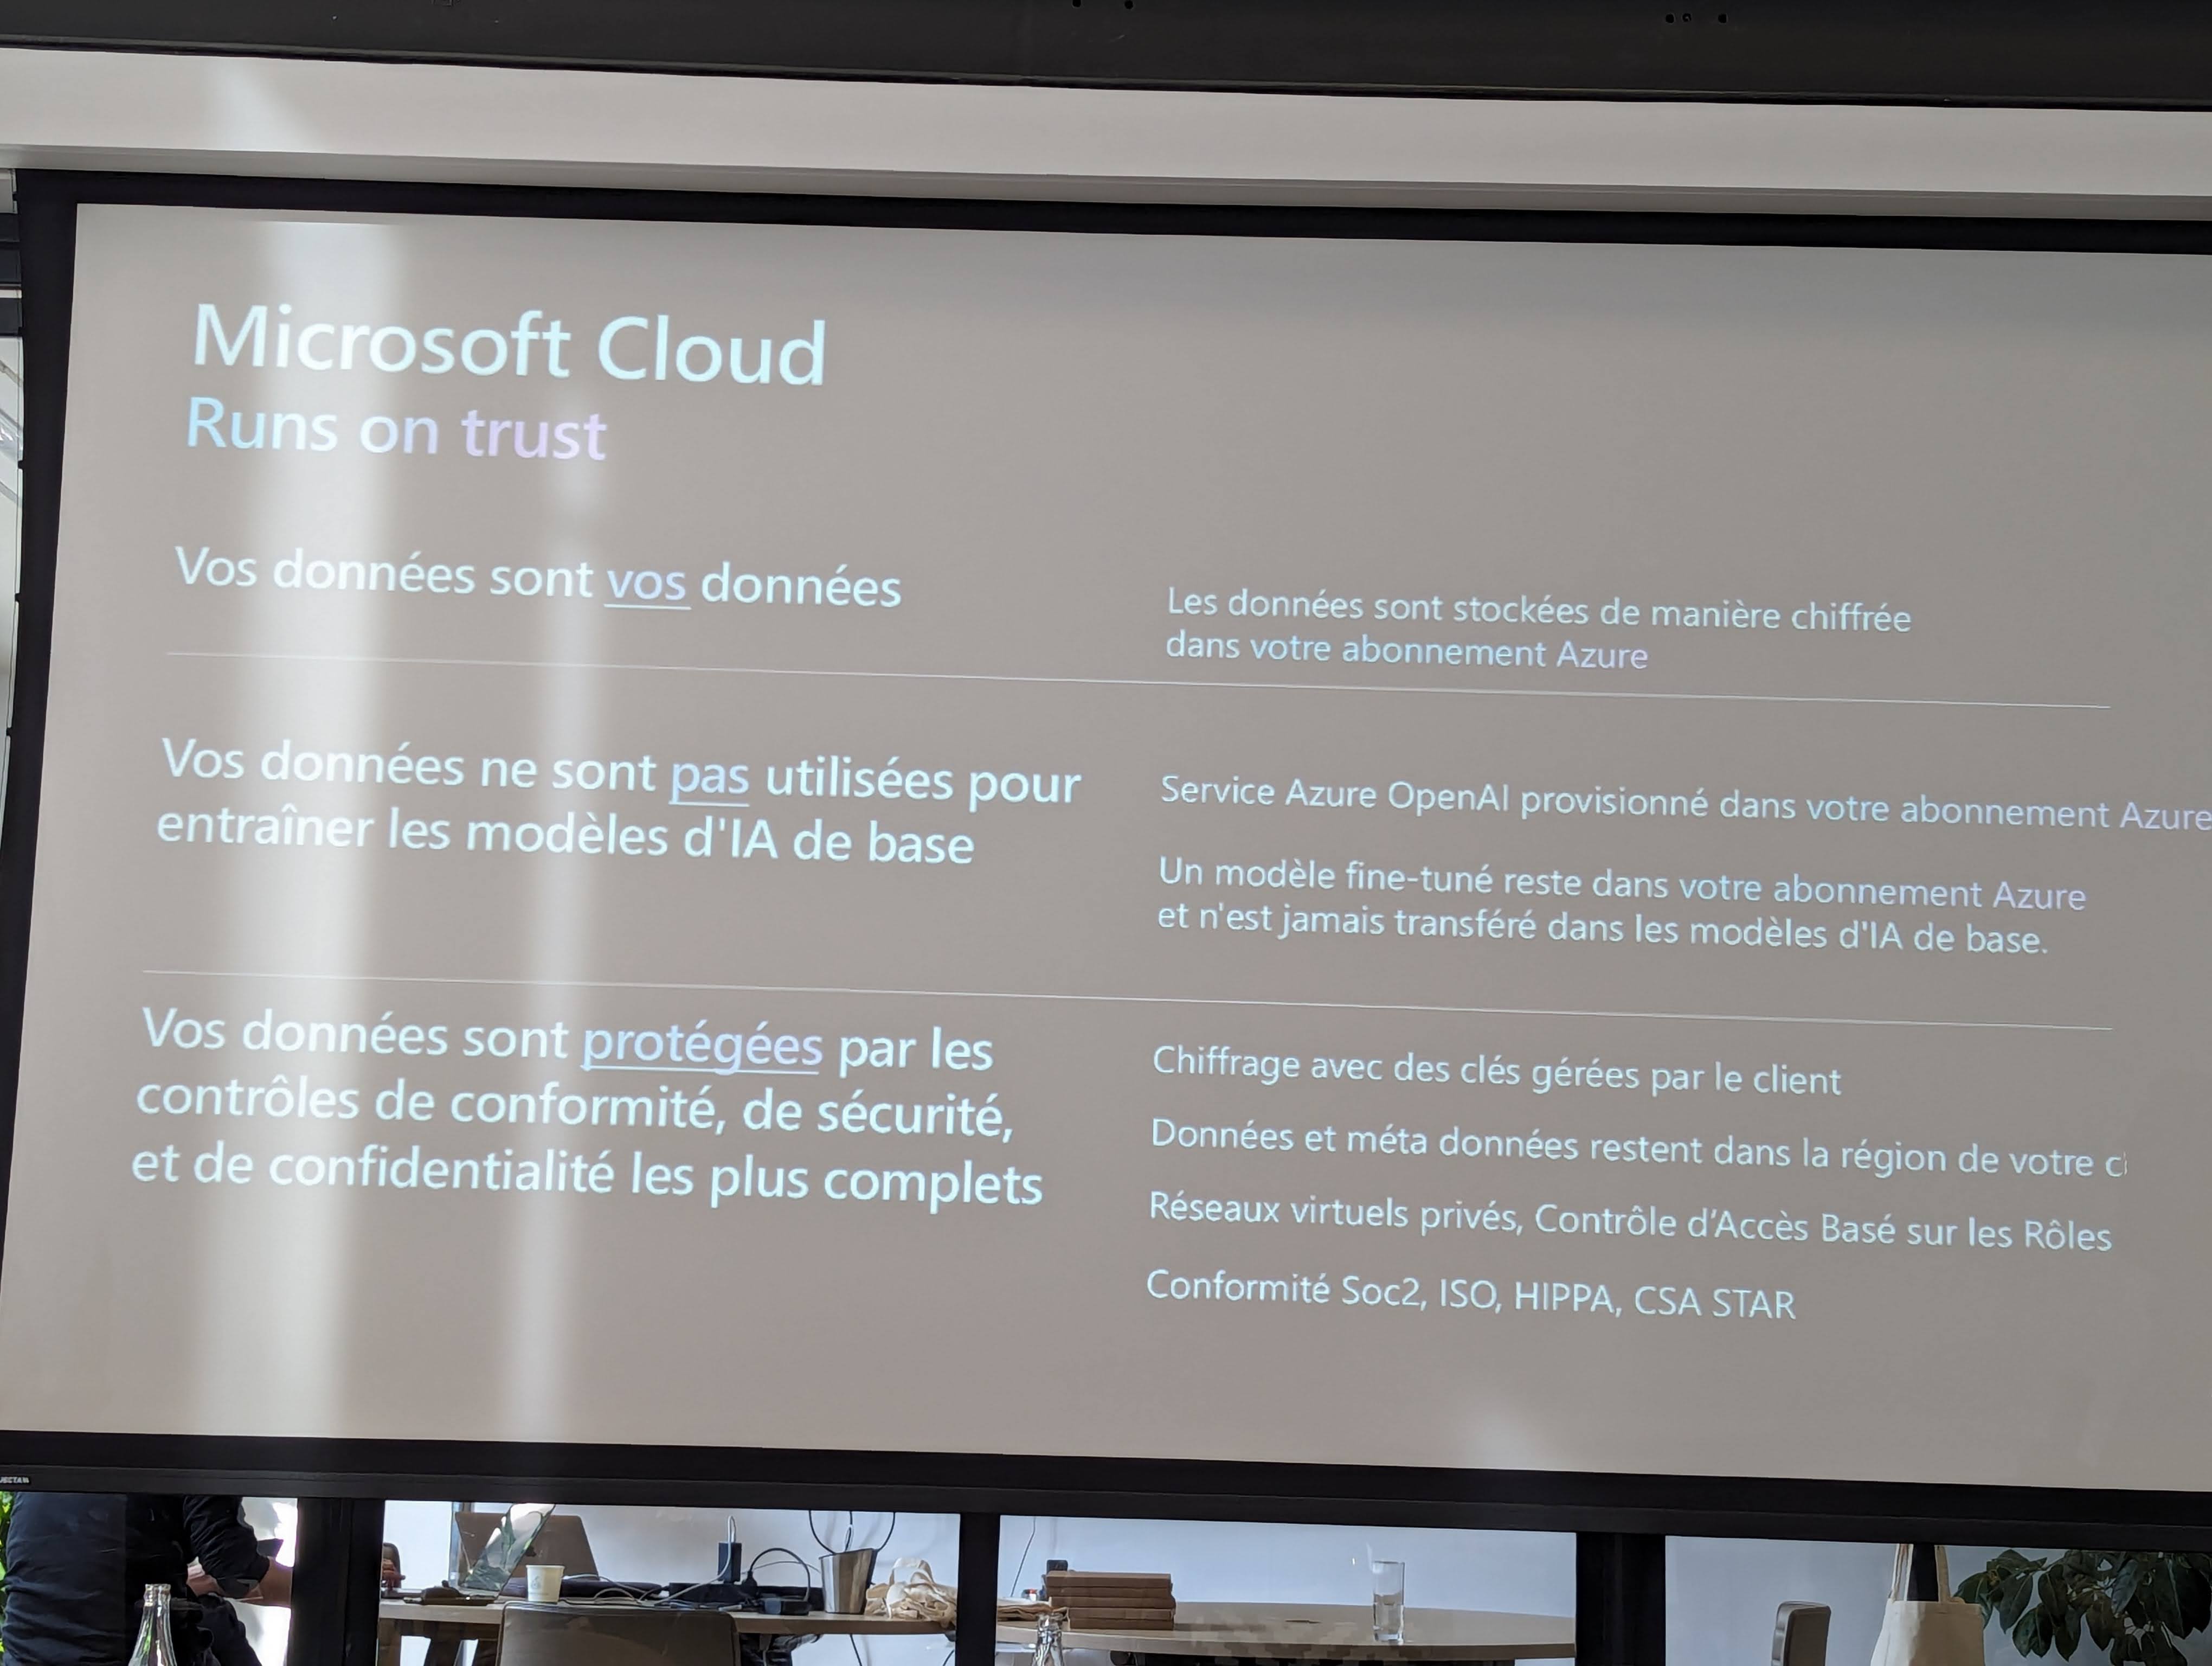 Microsoft Cloud
Runs on trust
Vos données sont vos données
Les données sont stockées de manière chiffrée
dans votre abonnement Azure
Vos données ne sont pas utilisées pour
entraîner les modèles d'IA de base
Service Azure OpenAI provisionné dans votre abonnement Azure
Un modèle fine-tuné reste dans votre abonnement Azure
et n'est jamais transféré dans les modèles d'IA de base.
Vos données sont protégées par les
contrôles de conformité, de sécurité,
et de confidentialité les plus complets
Chiffrage avec des clés gérées par le client
Données et méta données restent dans la région de votre
Réseaux virtuels privés, Contrôle d’Accès Basé sur les Rôles
Conformité Soc2, ISO, HIPPA, CSA STAR